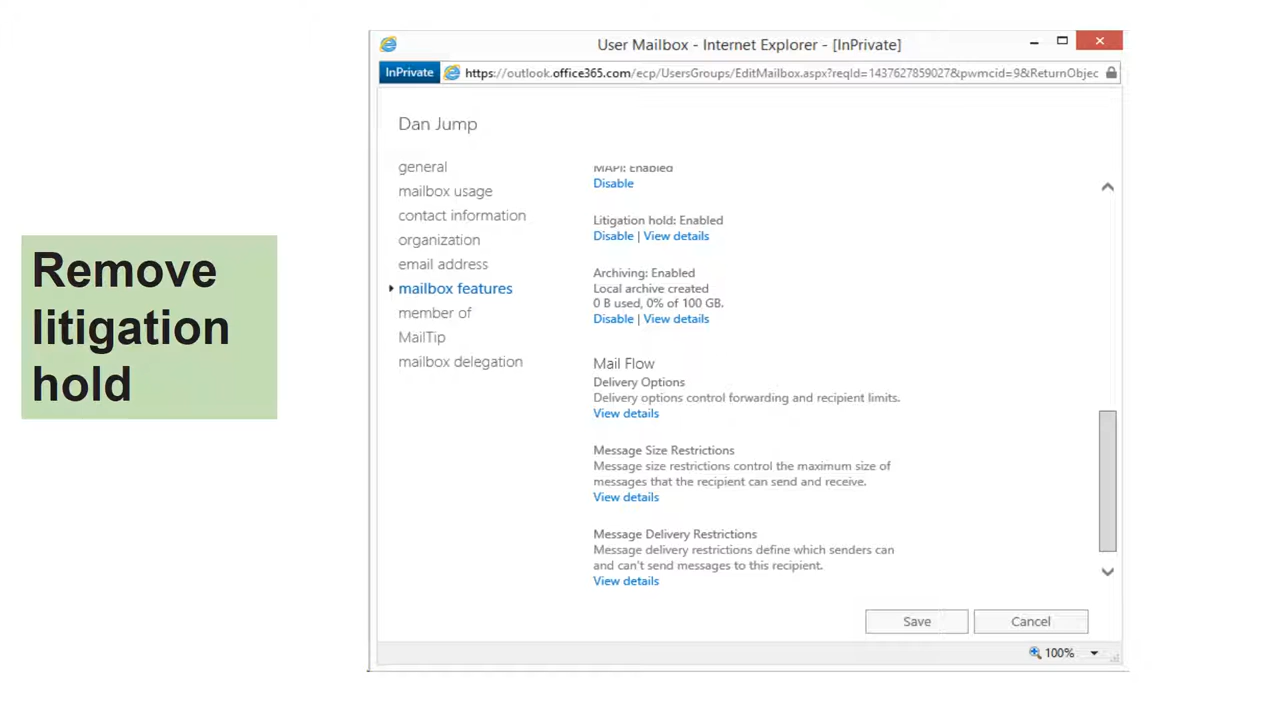 Remove
litigation
hold
User Mailbox - Internet Explorer - [InPrivate]
InPrivate https://outlook.office365.com/ecp/UsersGroups/EditMailbox.aspx?reqId=1437627859027&pwmcid=9&ReturnObjec
Dan Jump
general
mailbox usage
contact information
organization
email address
mailbox features
member of
MailTip
mailbox delegation
MAPI: Enabled
Disable
Litigation hold: Enabled
Disable | View details
Archiving: Enabled
Local archive created
0 B used, 0% of 100 GB.
Disable | View details
Mail Flow
Delivery Options
Delivery options control forwarding and recipient limits.
View details
Message Size Restrictions
Message size restrictions control the maximum size of
messages that the recipient can send and receive.
View details
Message Delivery Restrictions
Message delivery restrictions define which senders can
and can't send messages to this recipient.
View details
Save Cancel
100%